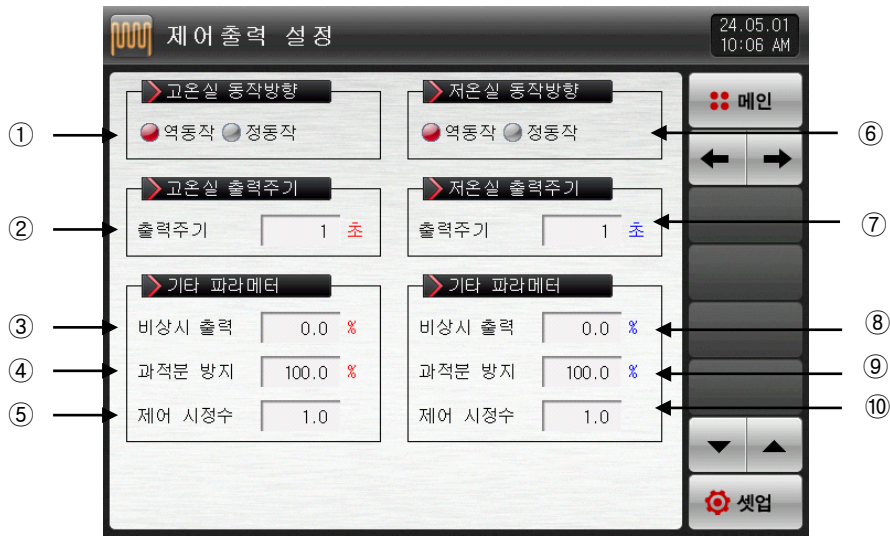 제어출력 설정
24.05.01
10:06 AM
고온실 동작방향
저온실 동작방향
메인
① 역동작 정동작
역동작 정동작 ⑥
고온실 출력주기
저온실 출력주기
② 출력주기 1 초
출력주기 1 초 ⑦
기타 파라메터
기타 파라메터
③ 비상시 출력 0.0 %
비상시 출력 0.0 % ⑧
④ 과적분 방지 100.0 %
과적분 방지 100.0 % ⑨
⑤ 제어 시정수 1.0
제어 시정수 1.0 ⑩
셋업